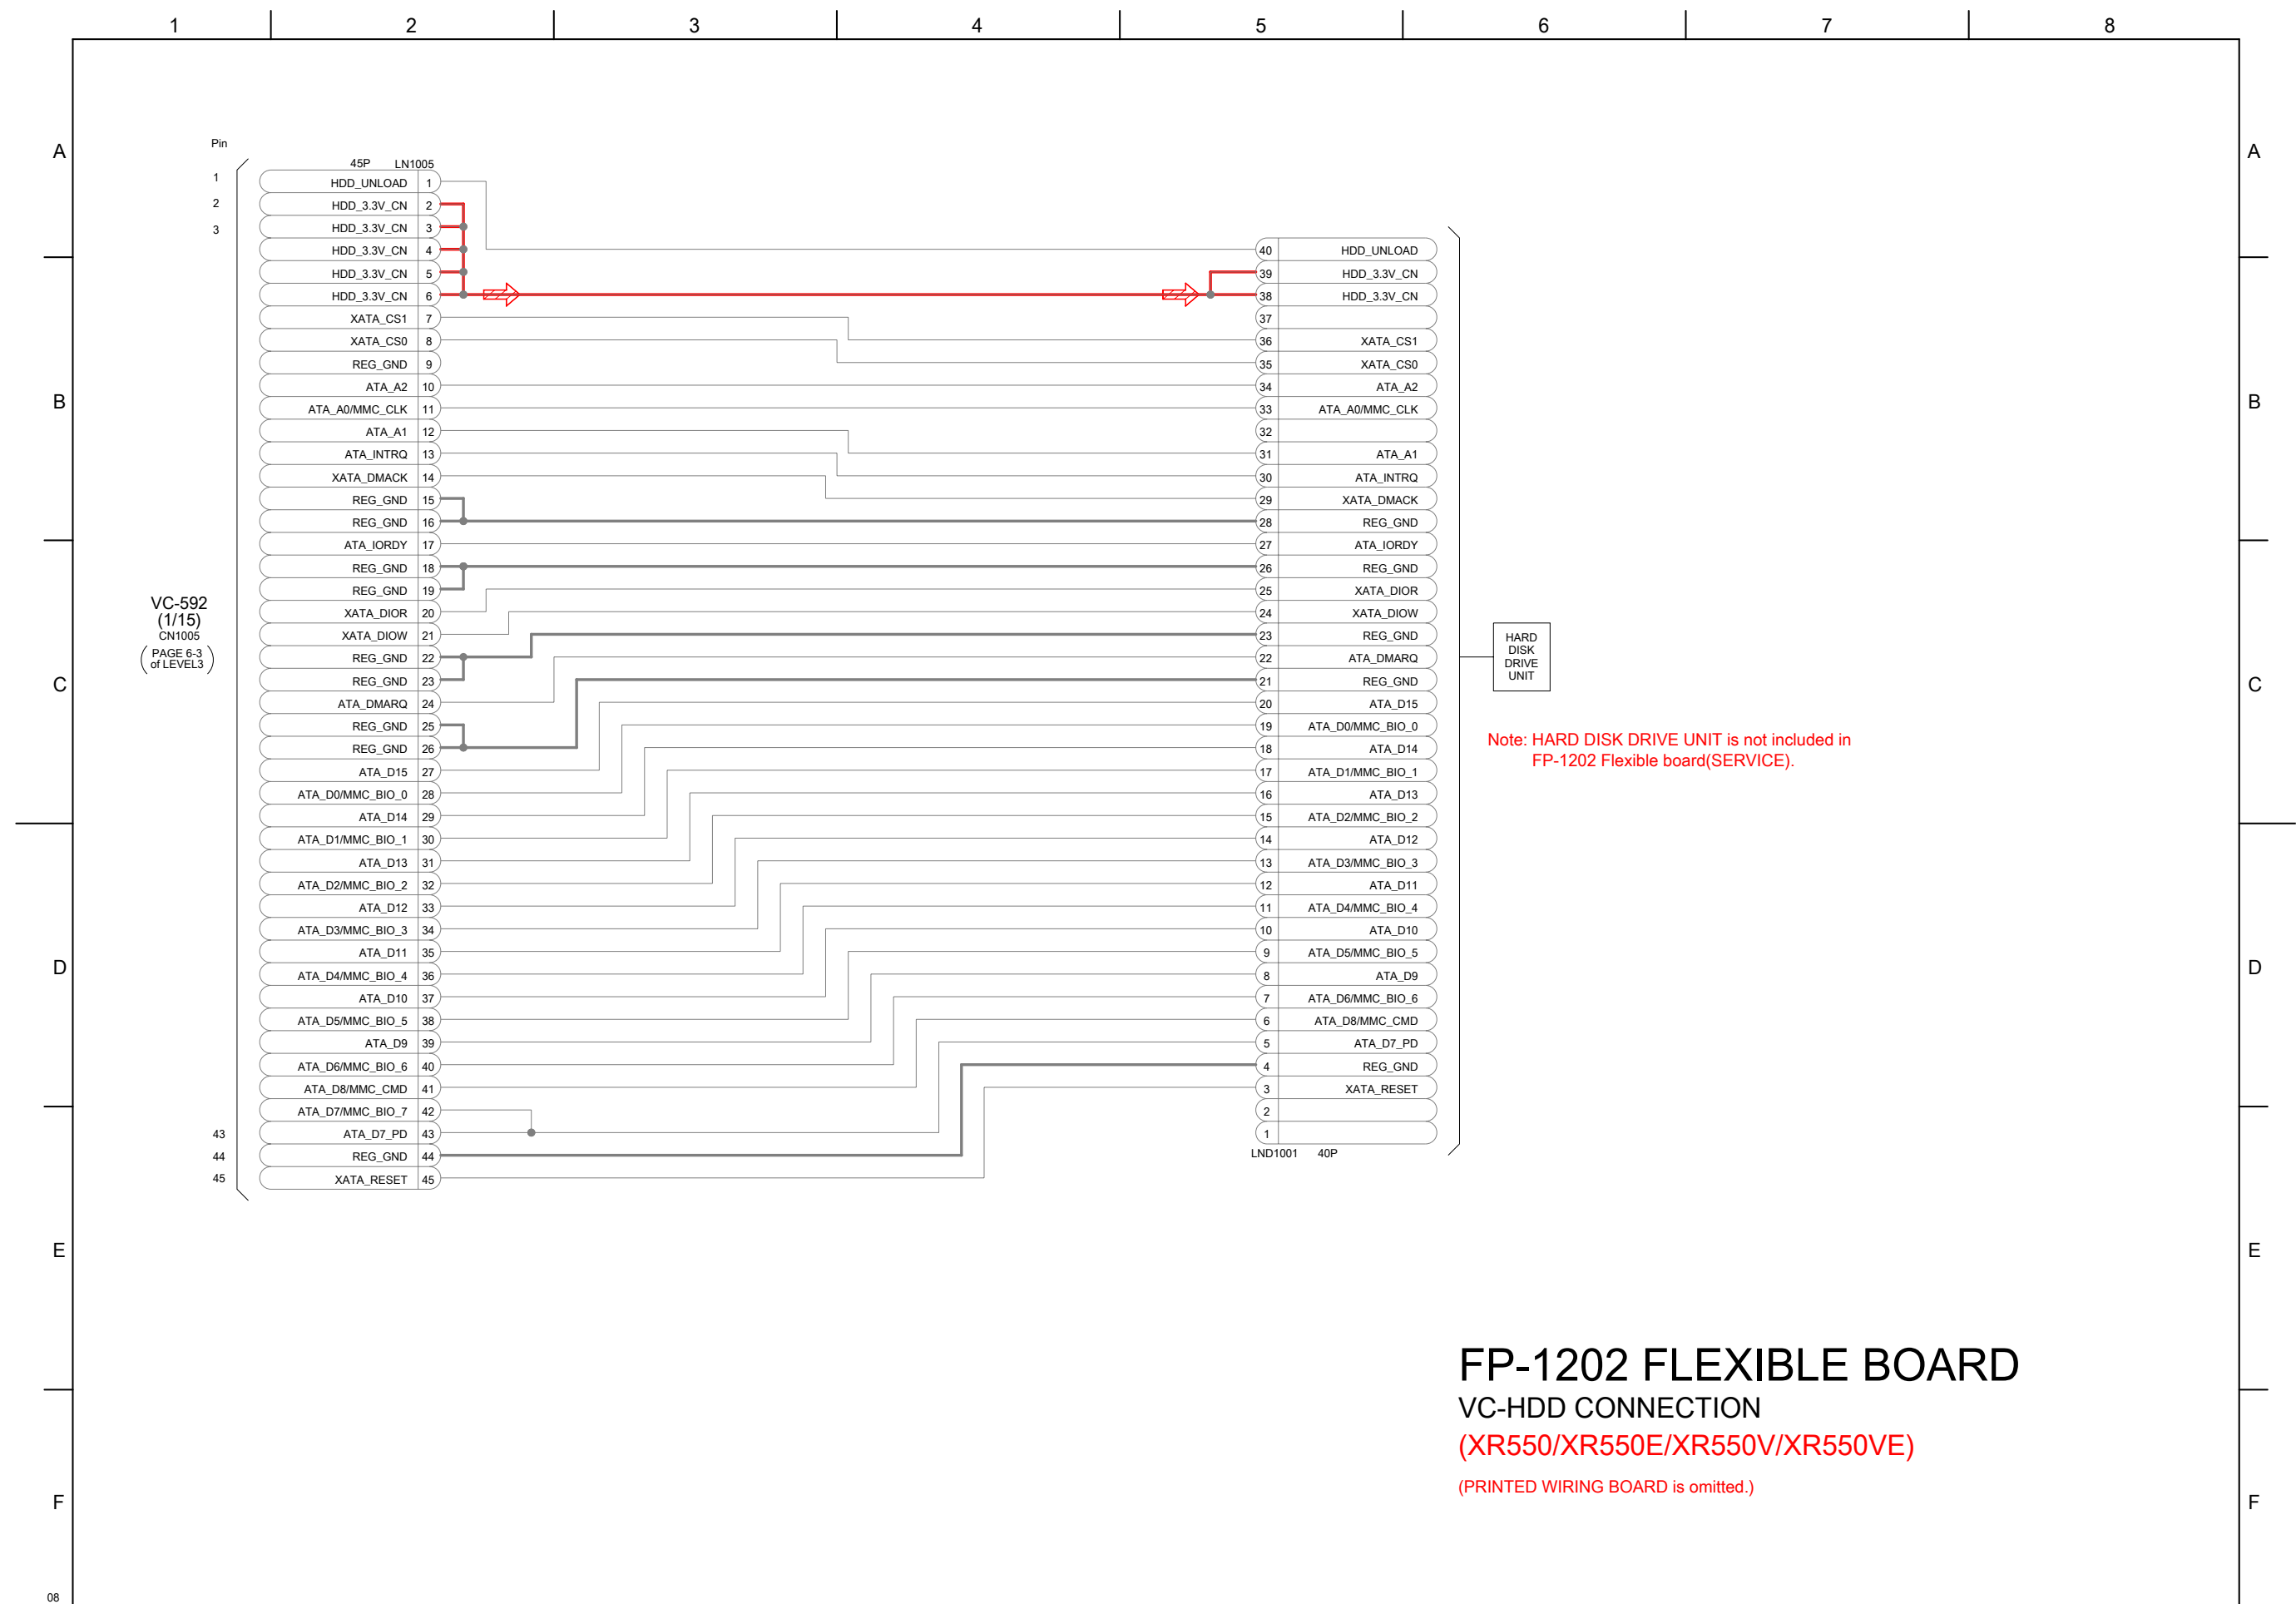 1 2 3 4 5 6 7 8
A A
Pin
45P LN1005
1 HDD_UNLOAD 1
2 HDD_3.3V_CN 2
3 HDD_3.3V_CN 3
HDD_3.3V_CN 4 40 HDD_UNLOAD
HDD_3.3V_CN 5 39 HDD_3.3V_CN
HDD_3.3V_CN 6 38 HDD_3.3V_CN
XATA_CS1 7 37
XATA_CS0 8 36 XATA_CS1
REG_GND 9 35 XATA_CS0
ATA_A2 10 34 ATA_A2
B B
ATA_A0/MMC_CLK 11 33 ATA_A0/MMC_CLK
ATA_A1 12 32
ATA_INTRQ 13 31 ATA_A1
XATA_DMACK 14 30 ATA_INTRQ
REG_GND 15 29 XATA_DMACK
REG_GND 16 28 REG_GND
ATA_IORDY 17 27 ATA_IORDY
REG_GND 18 26 REG_GND
REG_GND 19 25 XATA_DIOR
XATA_DIOR 20 24 XATA_DIOW
XATA_DIOW 21 23 REG_GND
REG_GND 22 22 ATA_DMARQ
REG_GND 23 21 REG_GND
ATA_DMARQ 24 20 ATA_D15
REG_GND 25 19 ATA_D0/MMC_BIO_0
REG_GND 26 18 ATA_D14
ATA_D15 27 17 ATA_D1/MMC_BIO_1
ATA_D0/MMC_BIO_0 28 16 ATA_D13
ATA_D14 29 15 ATA_D2/MMC_BIO_2
ATA_D1/MMC_BIO_1 30 14 ATA_D12
ATA_D13 31 13 ATA_D3/MMC_BIO_3
ATA_D2/MMC_BIO_2 32 12 ATA_D11
ATA_D12 33 11 ATA_D4/MMC_BIO_4
ATA_D3/MMC_BIO_3 34 10 ATA_D10
ATA_D11 35 9 ATA_D5/MMC_BIO_5
ATA_D4/MMC_BIO_4 36 8 ATA_D9
ATA_D10 37 7 ATA_D6/MMC_BIO_6
ATA_D5/MMC_BIO_5 38 6 ATA_D8/MMC_CMD
ATA_D9 39 5 ATA_D7_PD
ATA_D6/MMC_BIO_6 40 4 REG_GND
ATA_D8/MMC_CMD 41 3 XATA_RESET
ATA_D7/MMC_BIO_7 42 2
43 ATA_D7_PD 43 1
44 REG_GND 44
LND1001 40P
45 XATA_RESET 45
VC-592
(1/15)
CN1005
(PAGE 6-3
of LEVEL3)
C C
HARD
DISK
DRIVE
UNIT
Note: HARD DISK DRIVE UNIT is not included in
FP-1202 Flexible board(SERVICE).
D D
E E
FP-1202 FLEXIBLE BOARD
VC-HDD CONNECTION
(XR550/XR550E/XR550V/XR550VE)
(PRINTED WIRING BOARD is omitted.)
F F
08